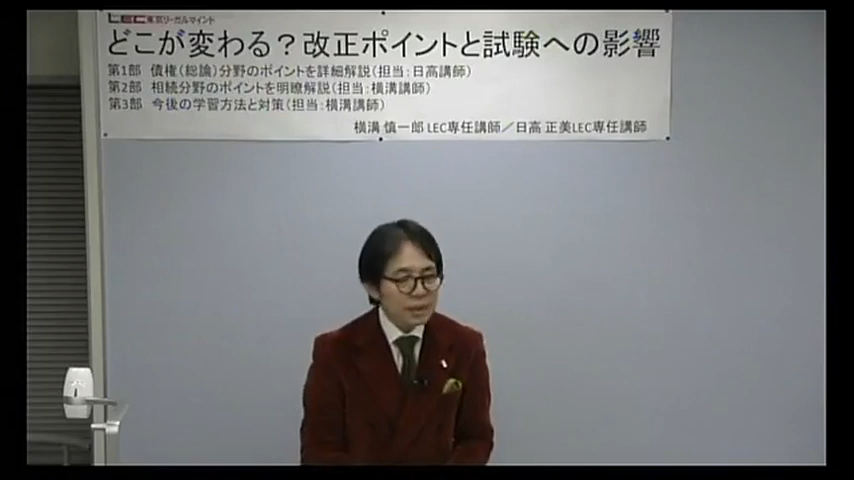 LEC東京リーガルマインド
どこが変わる？改正ポイントと試験への影響
第1部 債権（総論）分野のポイントを詳細解説（担当：日高講師）
第2部 相続分野のポイントを明瞭解説（担当：横溝講師）
第3部 今後の学習方法と対策（担当：横溝講師）
横溝 慎一郎 LEC専任講師／日高 正美LEC専任講師